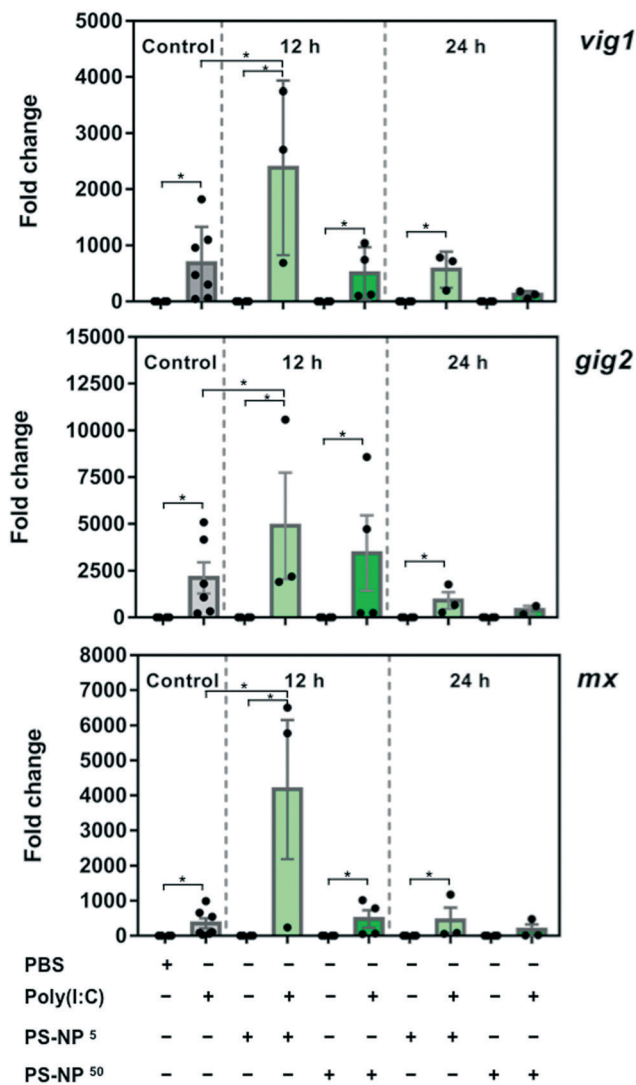 vig1
Control 12 h 24 h
Fold change
5000
4000
3000
2000
1000
0
* * * * *
gig2
Control 12 h 24 h
Fold change
15000
12500
10000
7500
5000
2500
0
* * * * *
mx
Control 12 h 24 h
Fold change
8000
7000
6000
5000
4000
3000
2000
1000
0
* * * * *
PBS + – – – – – – – – –
Poly(I:C) – + – + – + – + – +
PS-NP 5 – – + + – – + + – –
PS-NP 50 – – – – + + – – + +